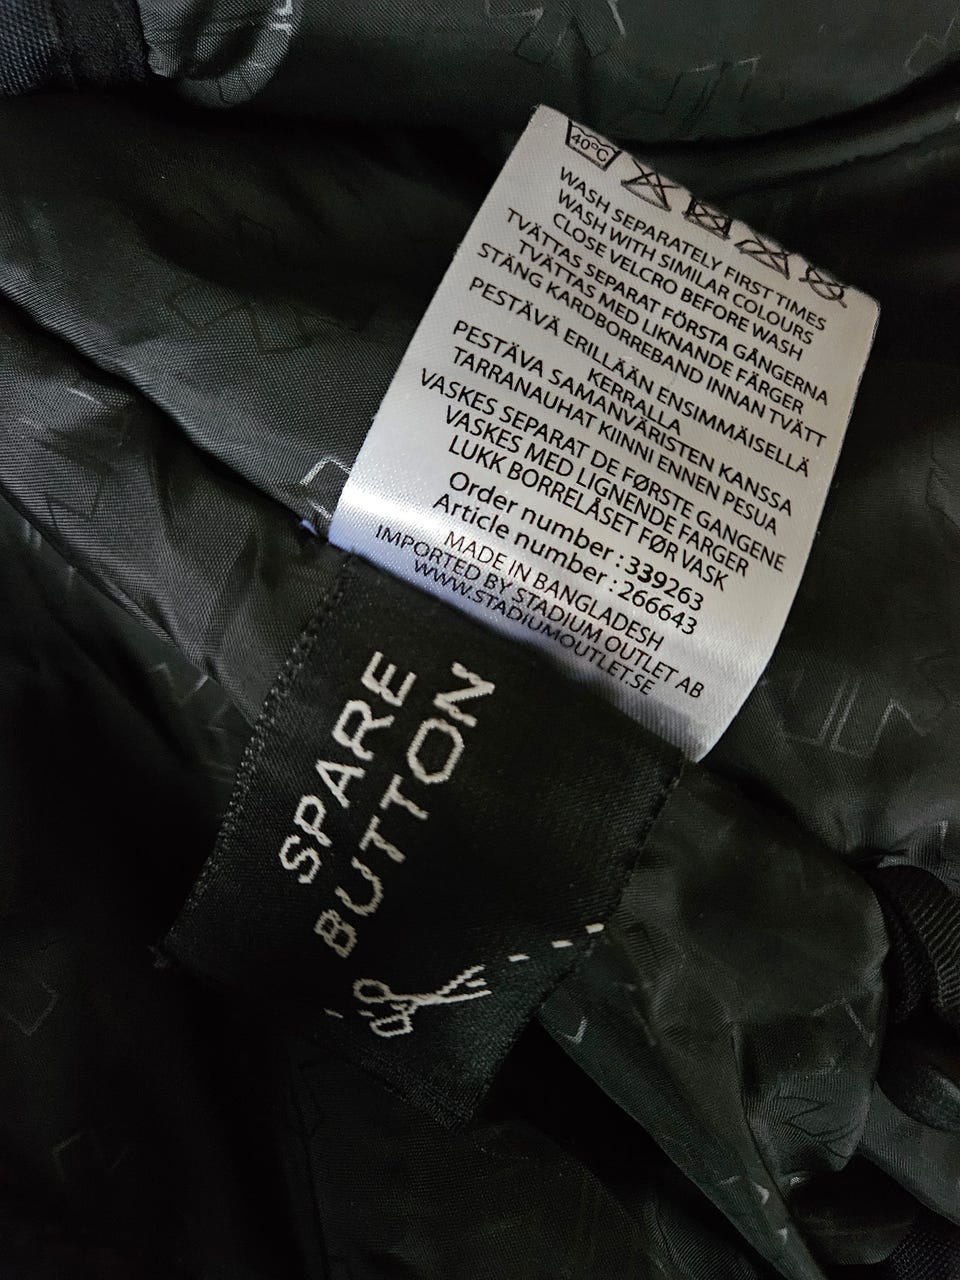 40°C
WASH SEPARATELY FIRST TIMES
WASH WITH SIMILAR COLOURS
CLOSE VELCRO BEFORE WASH
TVÄTTAS SEPARAT FÖRSTA GÅNGERNA
TVÄTTAS MED LIKNANDE FÄRGER
STÄNG KARDBORREBAND INNAN TVÄTT
PESTÄVÄ ERILLÄÄN ENSIMMÄISELLÄ
KERRALLA
PESTÄVA SAMANVÄRISTEN KANSSA
TARRANAUHAT KIINNI ENNEN PESUA
VASKES SEPARAT DE FØRSTE GANGENE
VASKES MED LIGNENDE FARGER
LUKK BORRELÅSET FØR VASK
Order number : 339263
Article number : 266643
MADE IN BANGLADESH
IMPORTED BY STADIUM OUTLET AB
WWW.STADIUMOUTLET.SE
SPARE
BUTTON